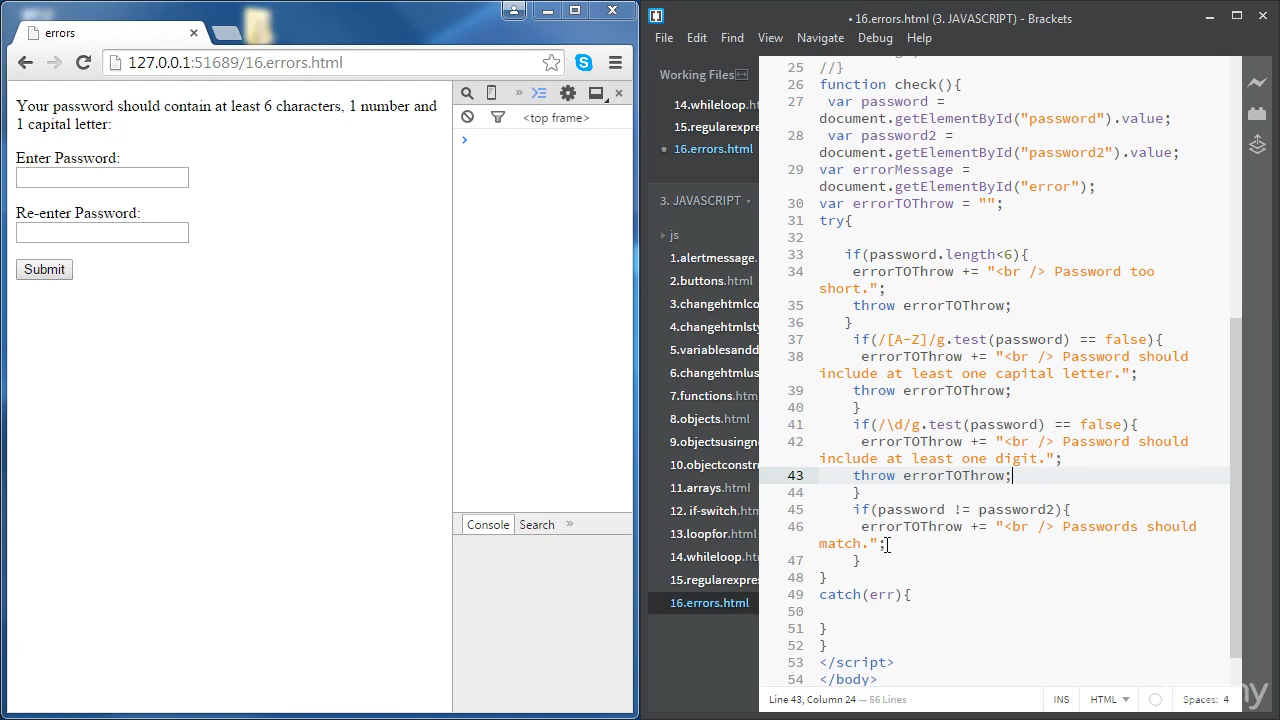 errors
127.0.0.1:51689/16.errors.html
Your password should contain at least 6 characters, 1 number and
1 capital letter:
Enter Password:
Re-enter Password:
Submit
<top frame>
Console
Search
• 16.errors.html (3. JAVASCRIPT) - Brackets
File Edit Find View Navigate Debug Help
Working Files
14.whileloop.ht
15.regularexpre
16.errors.html
3. JAVASCRIPT
js
1.alertmessage.
2.buttons.html
3.changehtmlco
4.changehtmlsty
5.variablesandd
6.changehtmlus
7.functions.htm
8.objects.html
9.objectsusingn
10.objectconstru
11.arrays.html
12. if-switch.htm
13.loopfor.html
14.whileloop.htm
15.regularexpres
16.errors.html
25 //}
26 function check(){
27 var password =
document.getElementById("password").value;
28 var password2 =
document.getElementById("password2").value;
29 var errorMessage =
document.getElementById("error");
30 var errorTOThrow = "";
31 try{
32
33 if(password.length<6){
34 errorTOThrow += "<br /> Password too
short.";
35 throw errorTOThrow;
36 }
37 if(/[A-Z]/g.test(password) == false){
38 errorTOThrow += "<br /> Password should
include at least one capital letter.";
39 throw errorTOThrow;
40 }
41 if(/\d/g.test(password) == false){
42 errorTOThrow += "<br /> Password should
include at least one digit.";
43 throw errorTOThrow;
44 }
45 if(password != password2){
46 errorTOThrow += "<br /> Passwords should
match.";
47 }
48 }
49 catch(err){
50
51 }
52 }
53 </script>
54 </body>
Line 43, Column 24 — 56 Lines
INS
HTML
Spaces: 4